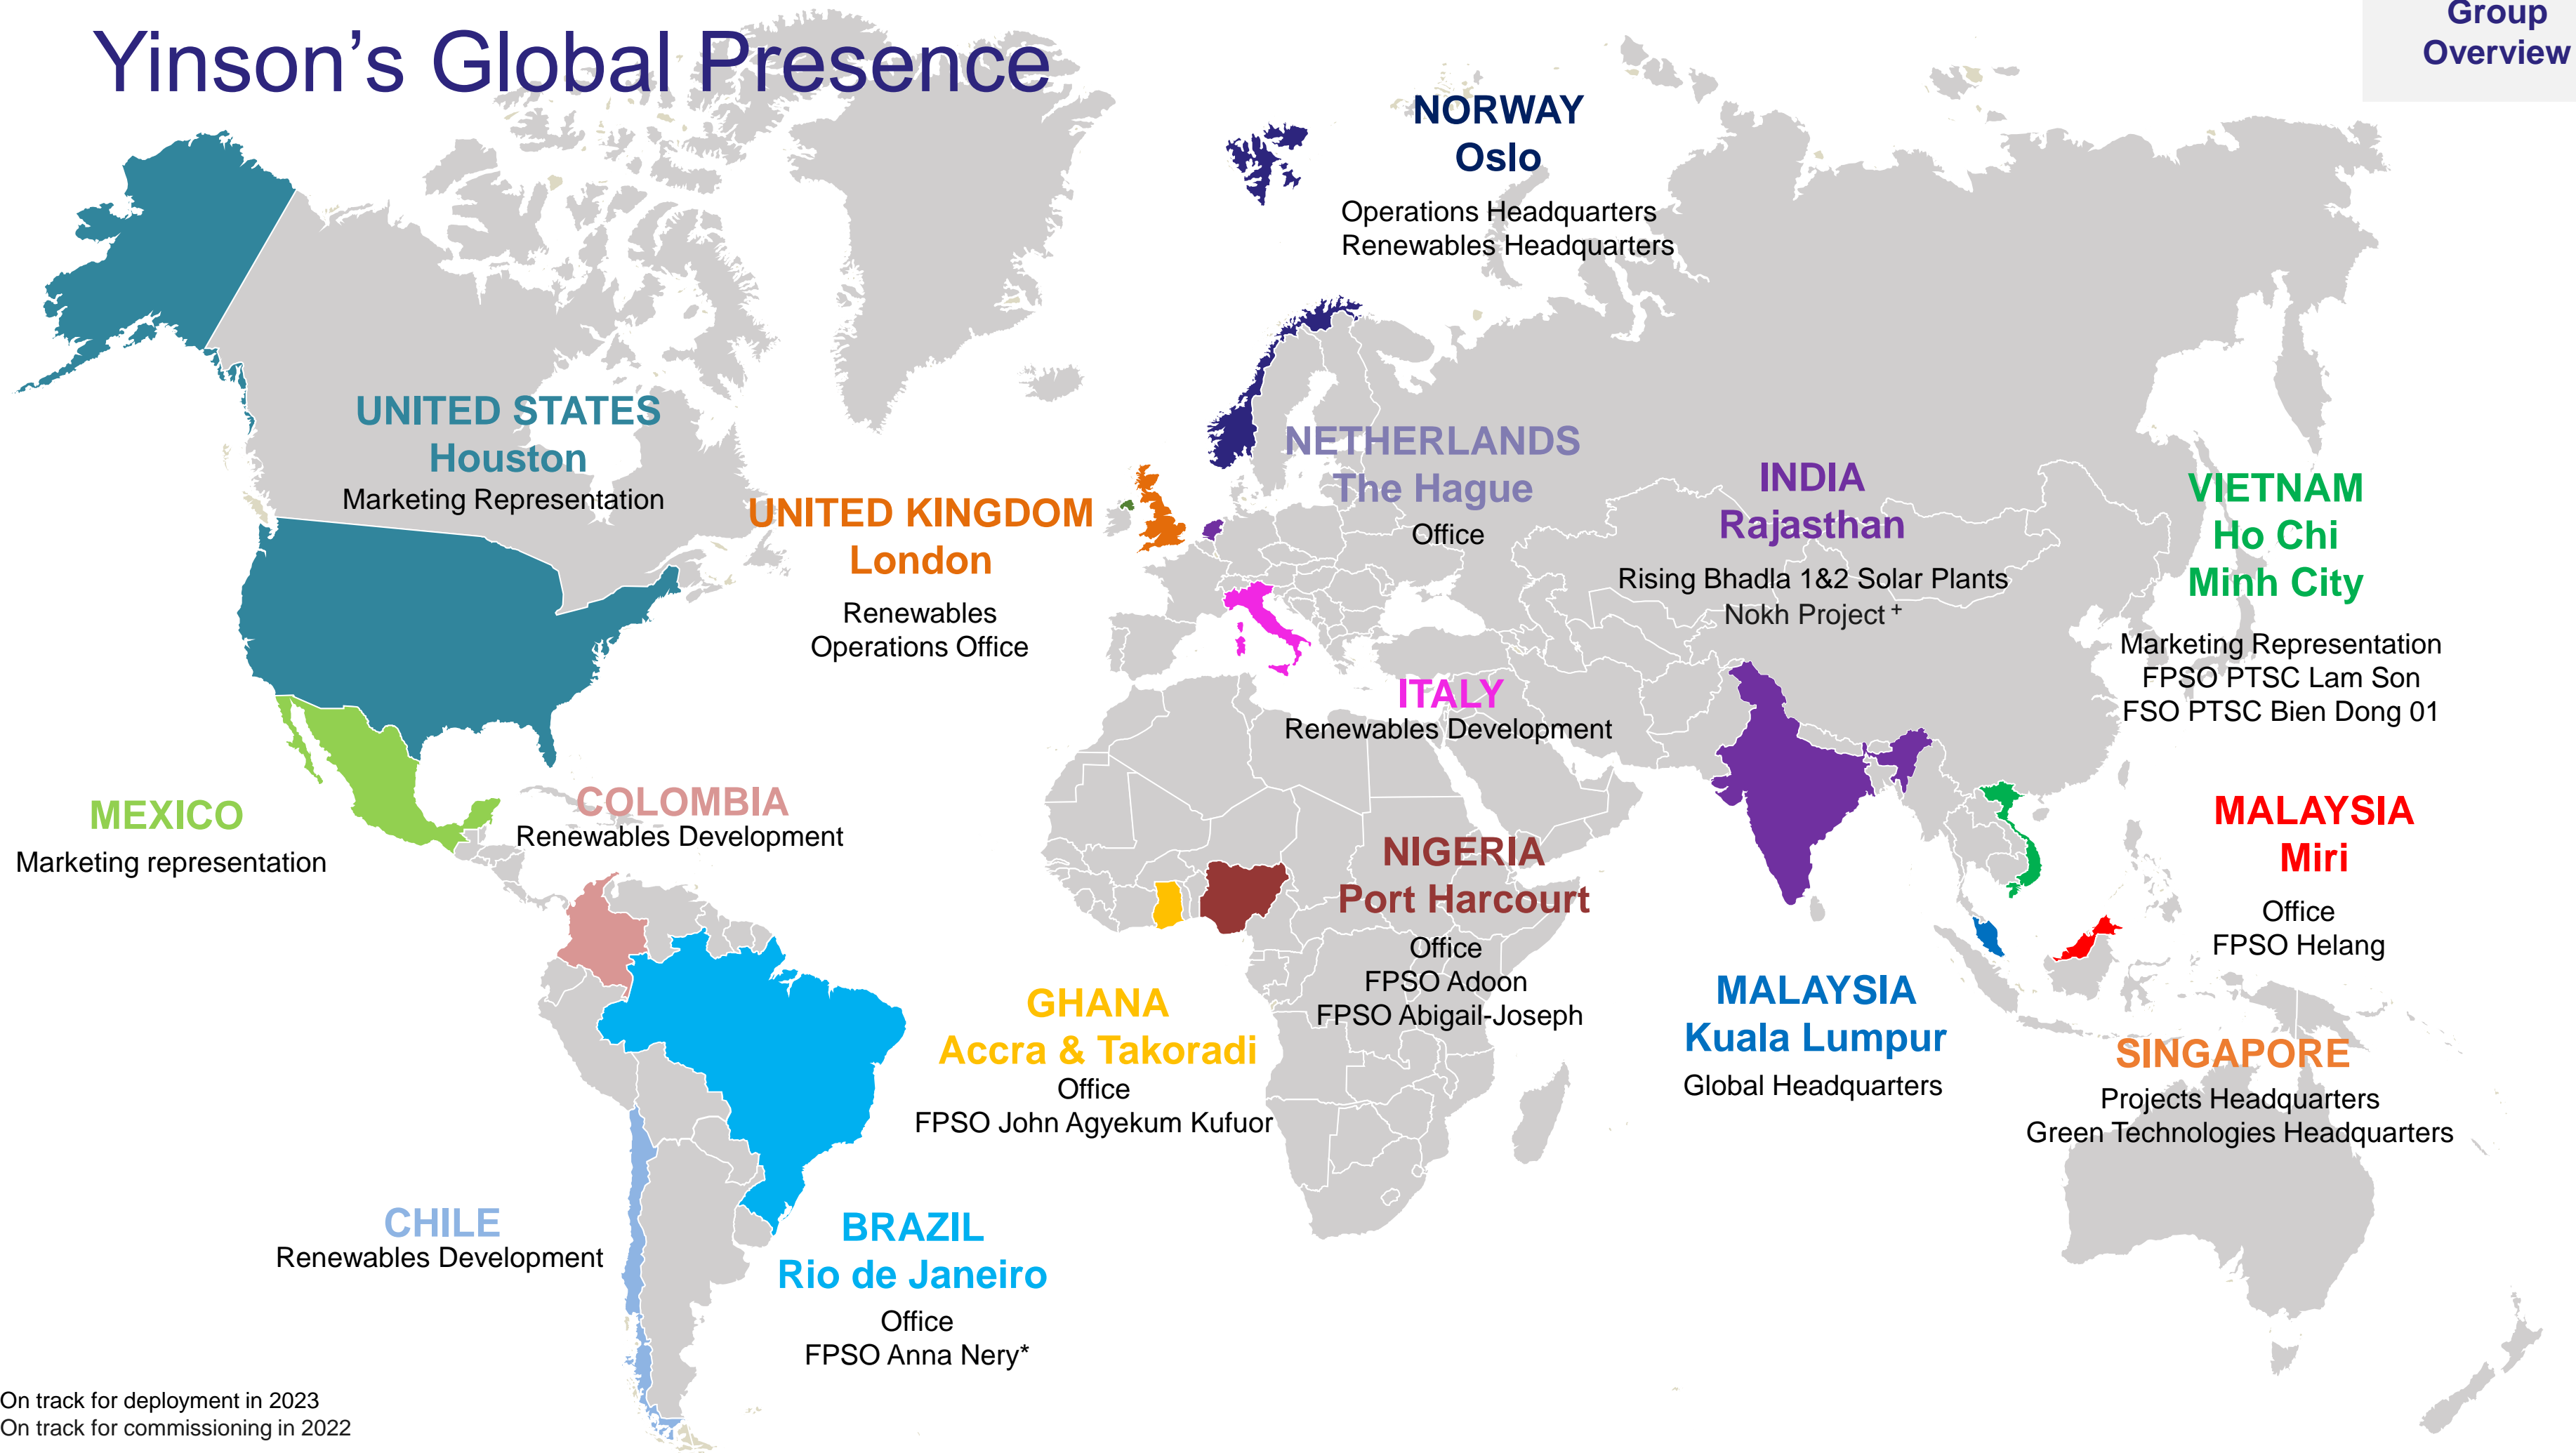 Yinson’s Global Presence
Group
Overview
NORWAY
Oslo
Operations Headquarters
Renewables Headquarters
UNITED STATES
Houston
Marketing Representation
UNITED KINGDOM
London
Renewables
Operations Office
NETHERLANDS
The Hague
Office
INDIA
Rajasthan
Rising Bhadla 1&2 Solar Plants
Nokh Project +
VIETNAM
Ho Chi
Minh City
Marketing Representation
FPSO PTSC Lam Son
FSO PTSC Bien Dong 01
ITALY
Renewables Development
MEXICO
Marketing representation
COLOMBIA
Renewables Development
NIGERIA
Port Harcourt
Office
FPSO Adoon
FPSO Abigail-Joseph
MALAYSIA
Miri
Office
FPSO Helang
GHANA
Accra & Takoradi
Office
FPSO John Agyekum Kufuor
MALAYSIA
Kuala Lumpur
Global Headquarters
SINGAPORE
Projects Headquarters
Green Technologies Headquarters
CHILE
Renewables Development
BRAZIL
Rio de Janeiro
Office
FPSO Anna Nery*
On track for deployment in 2023
On track for commissioning in 2022